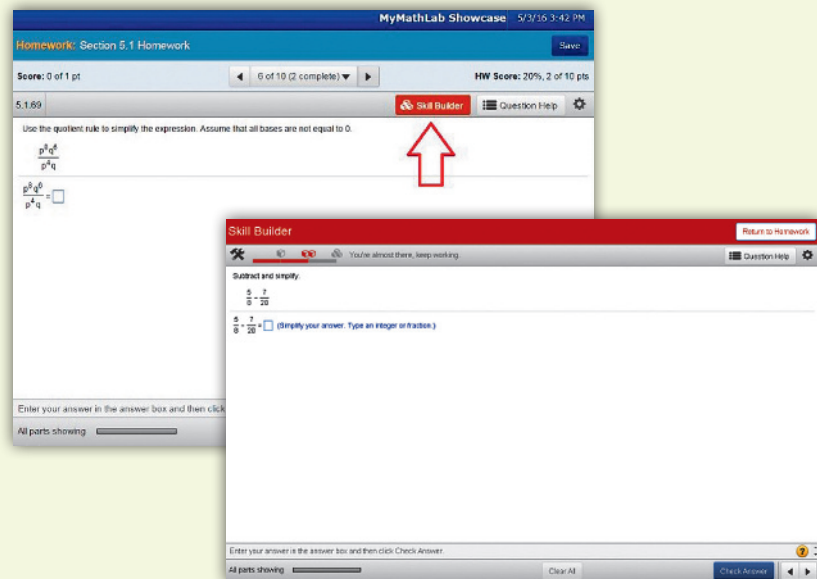 MyMathLab Showcase 5/3/16 3:42 PM
Homework: Section 5.1 Homework
Save
Score: 0 of 1 pt
6 of 10 (2 complete)
HW Score: 20%, 2 of 10 pts
5.1.69
Skill Builder
Question Help
Use the quotient rule to simplify the expression. Assume that all bases are not equal to 0.
p⁴q
p⁴q
=
Enter your answer in the answer box and then click
All parts showing
Skill Builder
Return to Homework
You're almost there, keep working.
Question Help
Subtract and simplify.
5/8 - 7/20
5/8 - 7/20 = (Simplify your answer. Type an integer or fraction.)
Enter your answer in the answer box and then click Check Answer.
?
All parts showing
Clear All
Check Answer